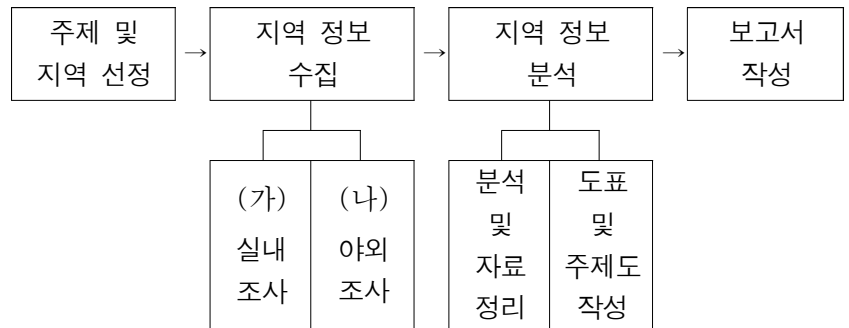 주제 및
지역 선정
→
지역 정보
수집
→
지역 정보
분석
→
보고서
작성
(가)
실내
조사
(나)
야외
조사
분석
및
자료
정리
도표
및
주제도
작성